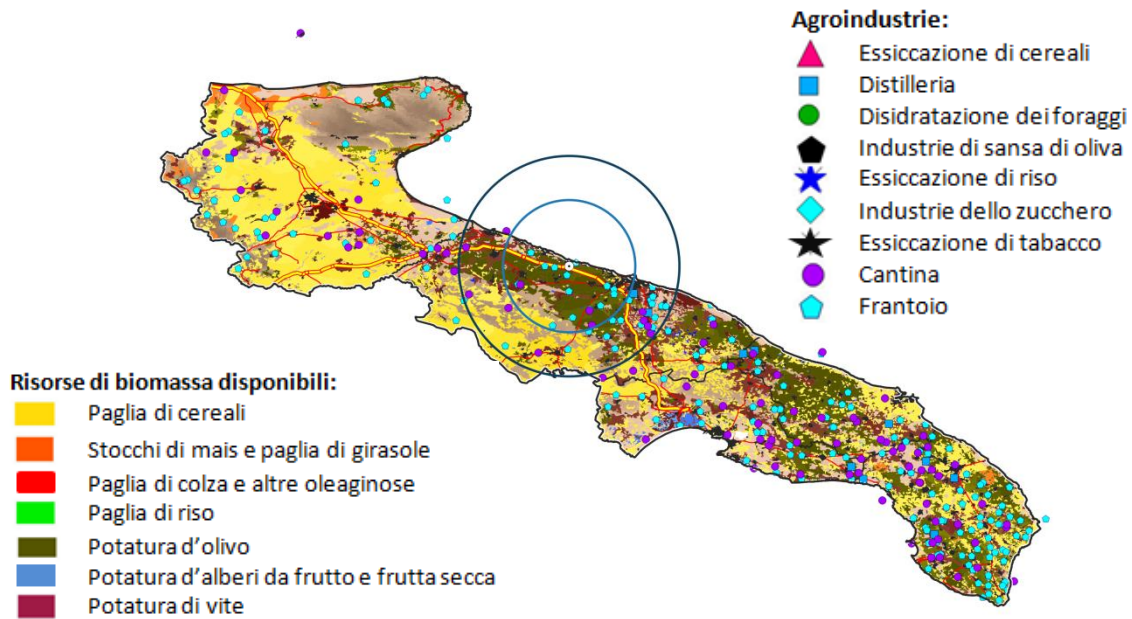 Agroindustrie:
Essiccazione di cereali
Distilleria
Disidratazione dei foraggi
Industrie di sansa di oliva
Essiccazione di riso
Industrie dello zucchero
Essiccazione di tabacco
Cantina
Frantoio
Risorse di biomassa disponibili:
Paglia di cereali
Stocchi di mais e paglia di girasole
Paglia di colza e altre oleaginose
Paglia di riso
Potatura d'olivo
Potatura d'alberi da frutto e frutta secca
Potatura di vite